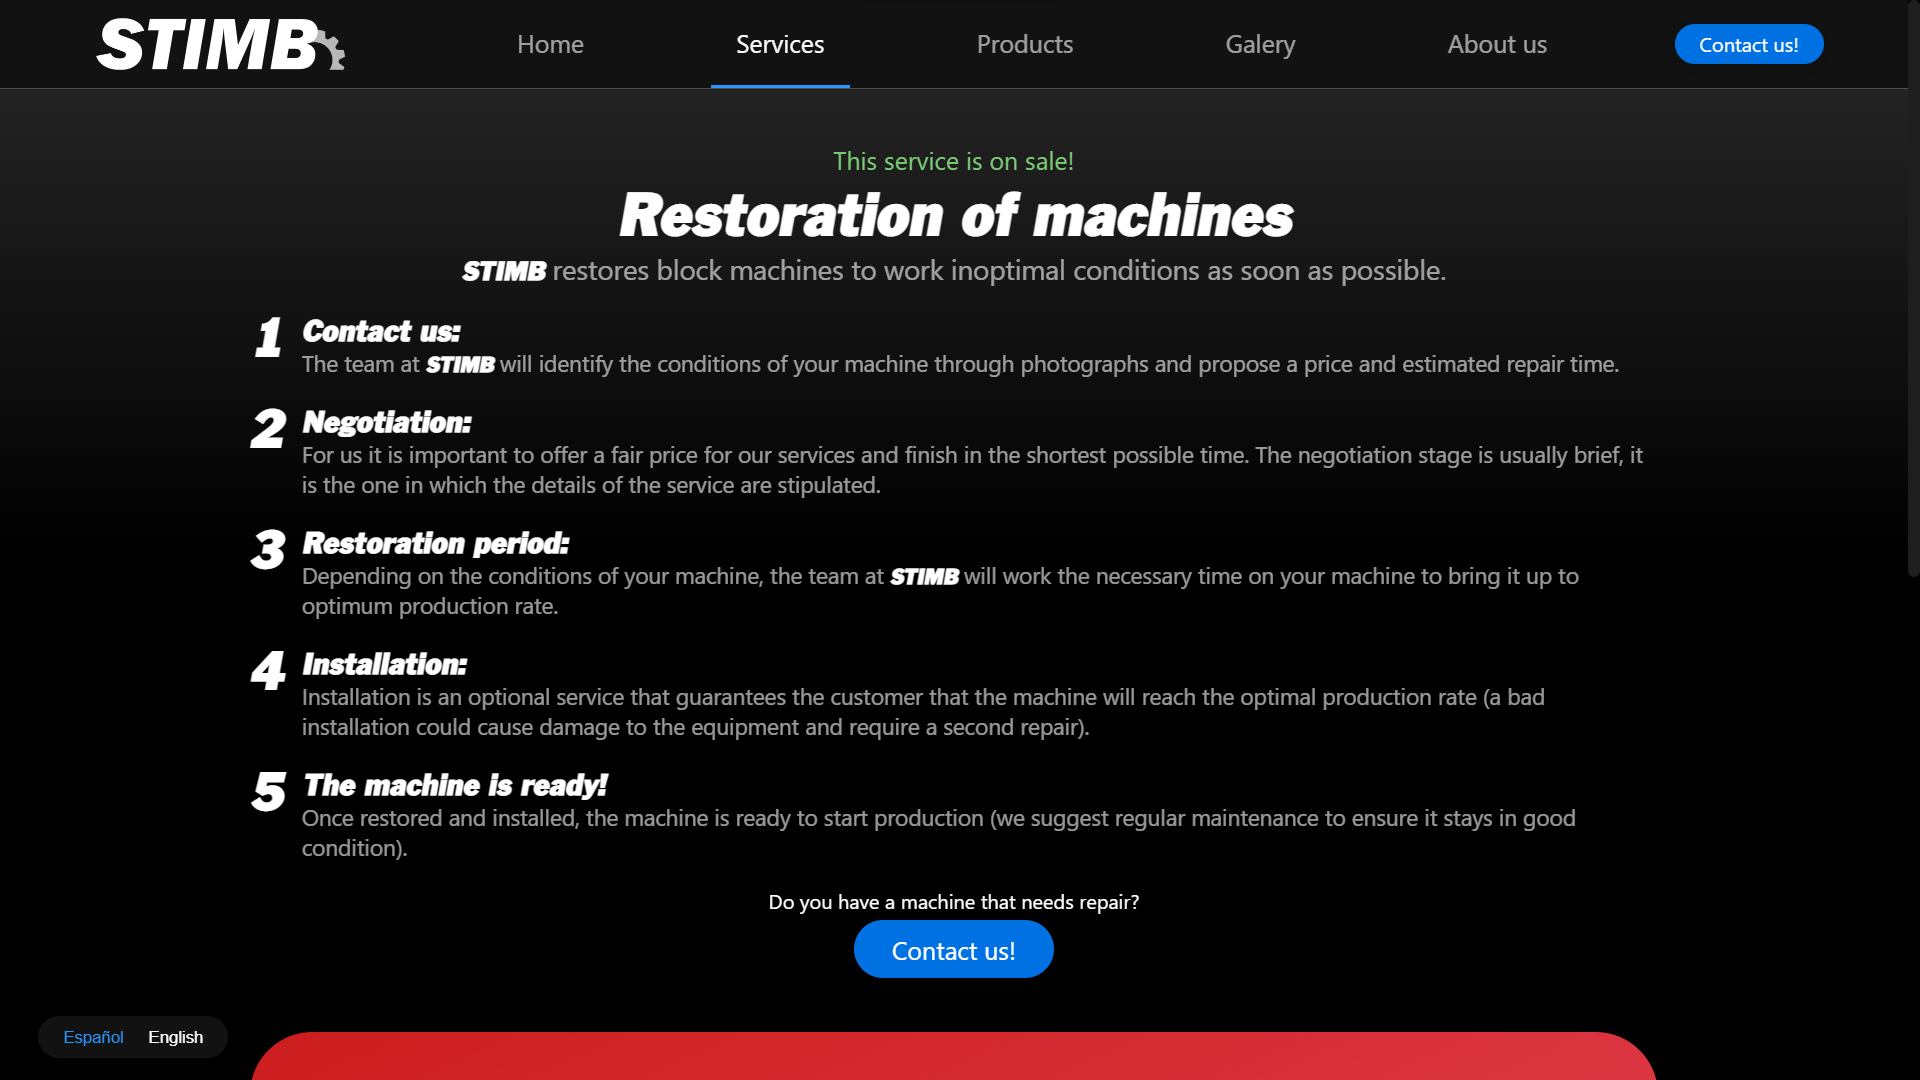 STIMB
Home
Services
Products
Galery
About us
Contact us!
This service is on sale!
Restoration of machines
STIMB restores block machines to work inoptimal conditions as soon as possible.
1
Contact us:
The team at STIMB will identify the conditions of your machine through photographs and propose a price and estimated repair time.
2
Negotiation:
For us it is important to offer a fair price for our services and finish in the shortest possible time. The negotiation stage is usually brief, it
is the one in which the details of the service are stipulated.
3
Restoration period:
Depending on the conditions of your machine, the team at STIMB will work the necessary time on your machine to bring it up to
optimum production rate.
4
Installation:
Installation is an optional service that guarantees the customer that the machine will reach the optimal production rate (a bad
installation could cause damage to the equipment and require a second repair).
5
The machine is ready!
Once restored and installed, the machine is ready to start production (we suggest regular maintenance to ensure it stays in good
condition).
Do you have a machine that needs repair?
Contact us!
Español
English